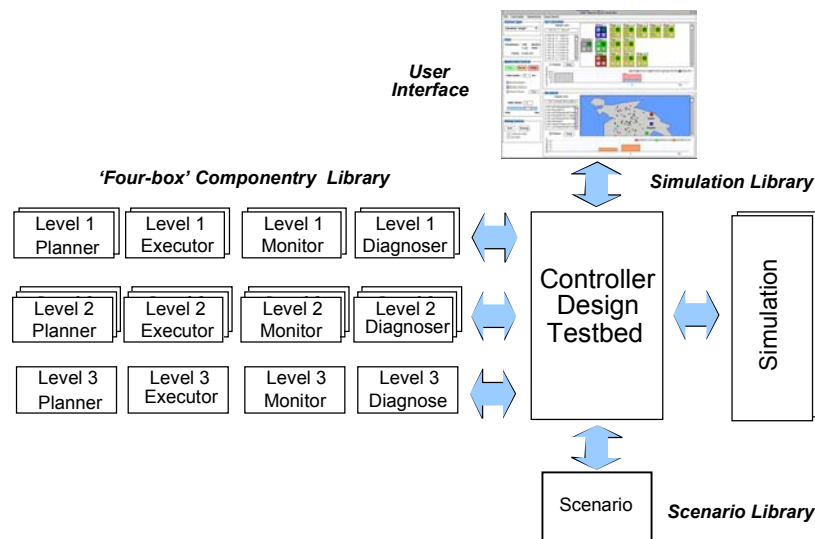 User
Interface
'Four-box' Componentry Library
Simulation Library
Level 1
Planner
Level 1
Executor
Level 1
Monitor
Level 1
Diagnoser
Level 2
Planner
Level 2
Executor
Level 2
Monitor
Level 2
Diagnoser
Level 3
Planner
Level 3
Executor
Level 3
Monitor
Level 3
Diagnose
Controller
Design
Testbed
Simulation
Scenario
Scenario Library